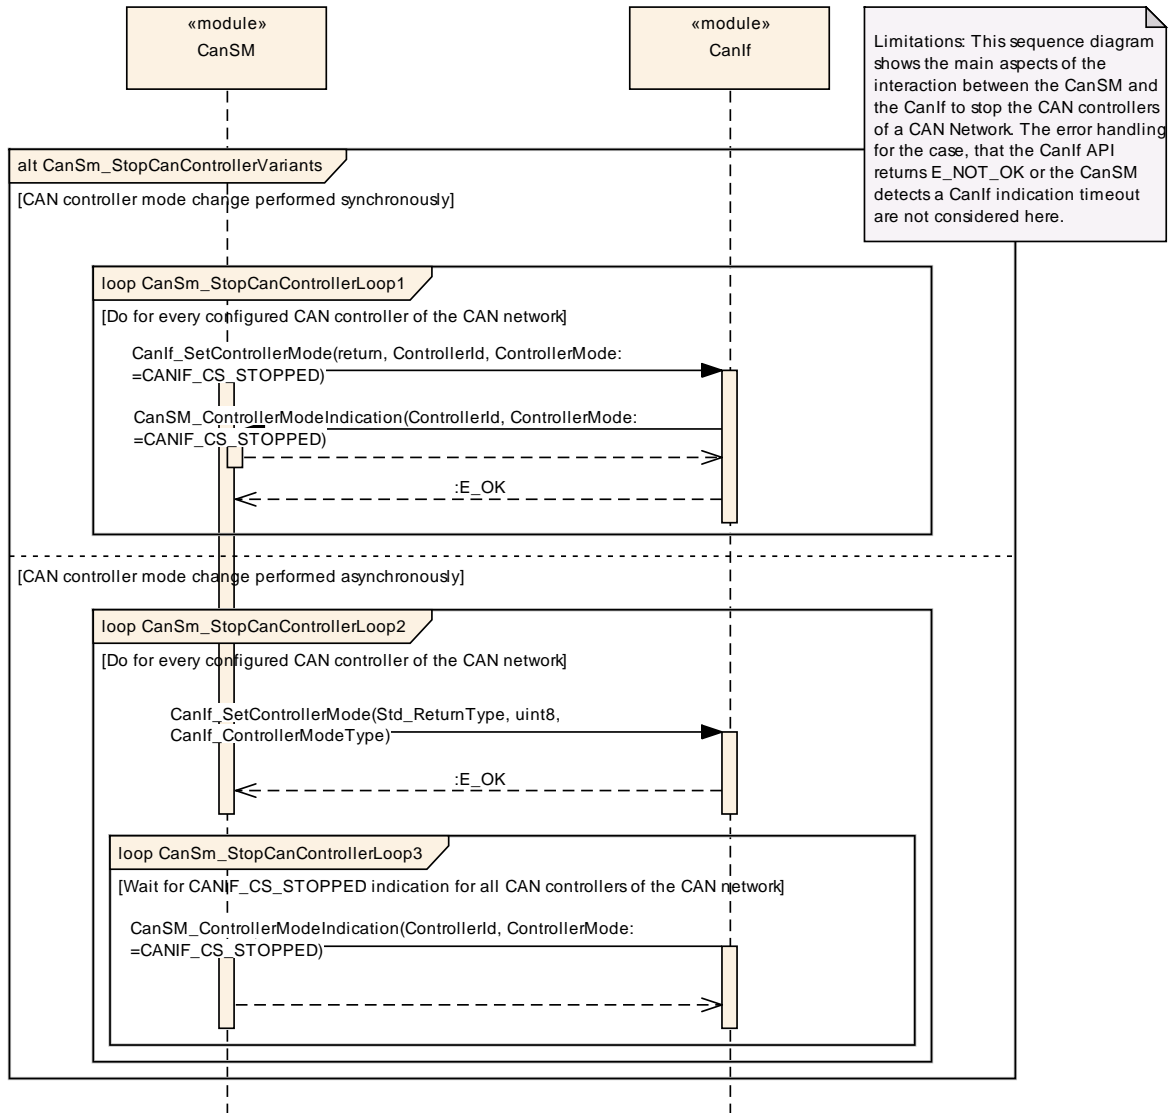 «module»
CanSM
«module»
CanIf
Limitations: This sequence diagram
shows the main aspects of the
interaction between the CanSM and
the CanIf to stop the CAN controllers
of a CAN Network. The error handling
for the case, that the CanIf API
returns E_NOT_OK or the CanSM
detects a CanIf indication timeout
are not considered here.
alt CanSm_StopCanControllerVariants
[CAN controller mode change performed synchronously]
loop CanSm_StopCanControllerLoop1
[Do for every configured CAN controller of the CAN network]
CanIf_SetControllerMode(return, ControllerId, ControllerMode:
=CANIF_CS_STOPPED)
CanSM_ControllerModeIndication(ControllerId, ControllerMode:
=CANIF_CS_STOPPED)
:E_OK
[CAN controller mode change performed asynchronously]
loop CanSm_StopCanControllerLoop2
[Do for every configured CAN controller of the CAN network]
CanIf_SetControllerMode(Std_ReturnType, uint8,
CanIf_ControllerModeType)
:E_OK
loop CanSm_StopCanControllerLoop3
[Wait for CANIF_CS_STOPPED indication for all CAN controllers of the CAN network]
CanSM_ControllerModeIndication(ControllerId, ControllerMode:
=CANIF_CS_STOPPED)